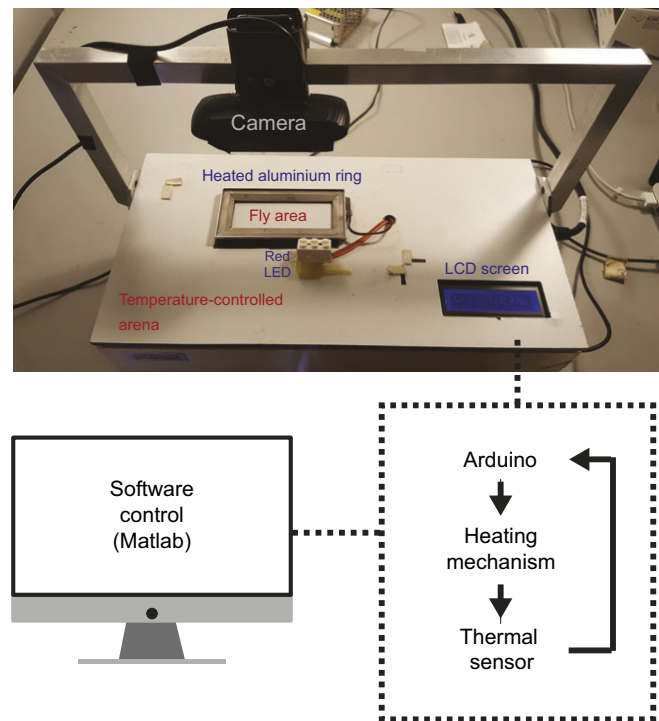 Camera
Heated aluminium ring
Fly area
Red
LED
LCD screen
Temperature-controlled
arena
Software
control
(Matlab)
Arduino
Heating
mechanism
Thermal
sensor